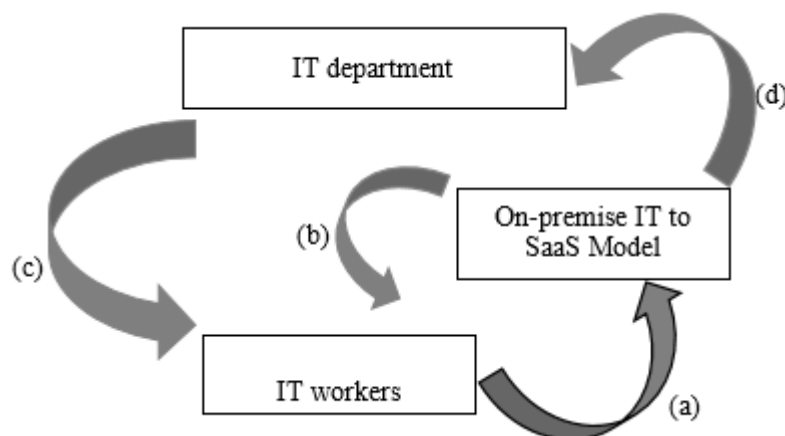 IT department
(d)
On-premise IT to
SaaS Model
(b)
(c)
IT workers
(a)